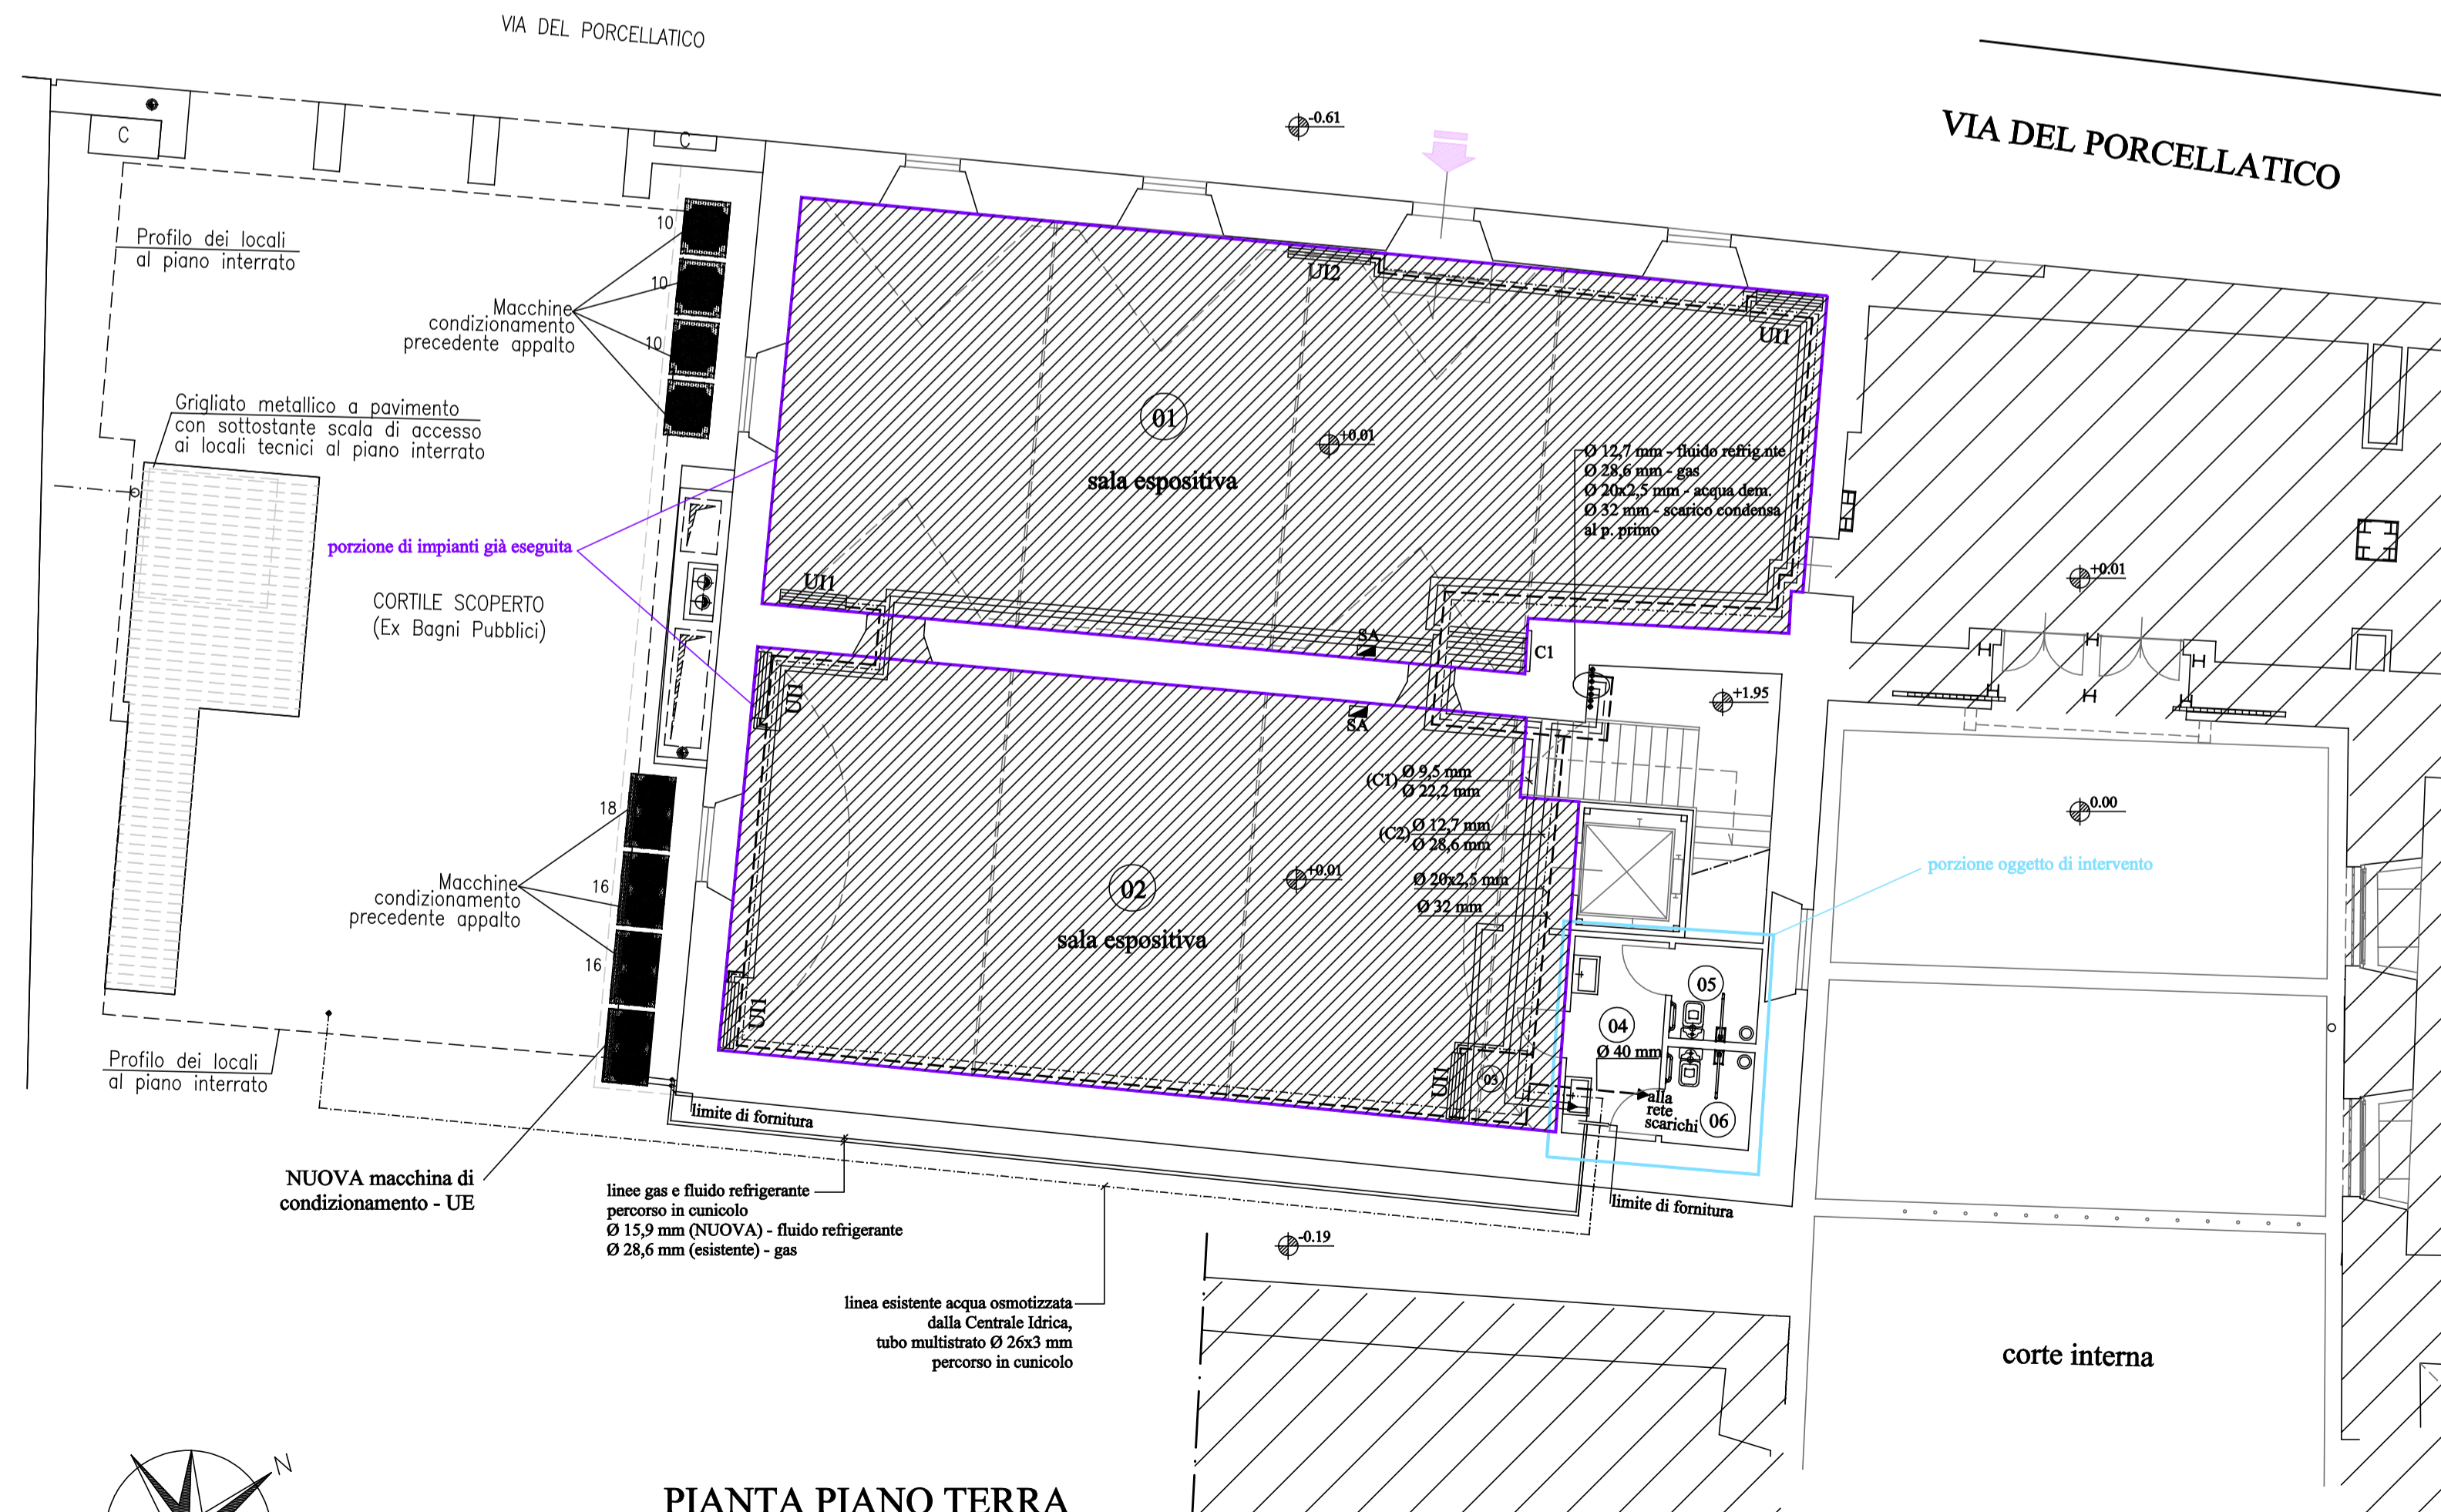 VIA DEL PORCELLATICO
VIA DEL PORCELLATICO
-0.61
C
C
Profilo dei locali
al piano interrato
10
10
10
Macchine
condizionamento
precedente appalto
UI2
UI1
Grigliato metallico a pavimento
con sottostante scala di accesso
ai locali tecnici al piano interrato
01
+0.01
sala espositiva
Ø 12,7 mm - fluido refrig.nte
Ø 28,6 mm - gas
Ø 20x2,5 mm - acqua dem.
Ø 32 mm - scarico condensa
al p. primo
porzione di impianti già eseguita
CORTILE SCOPERTO
(Ex Bagni Pubblici)
UI1
SA
C1
+0.01
UI1
SA
+1.95
(C1)
Ø 9,5 mm
Ø 22,2 mm
(C2)
Ø 12,7 mm
Ø 28,6 mm
Ø 20x2,5 mm
Ø 32 mm
18
16
16
Macchine
condizionamento
precedente appalto
02
+0.01
sala espositiva
0.00
porzione oggetto di intervento
UI1
UI1
03
04
Ø 40 mm
05
06
alla
rete
scarichi
Profilo dei locali
al piano interrato
limite di fornitura
NUOVA macchina di
condizionamento - UE
linee gas e fluido refrigerante
percorso in cunicolo
Ø 15,9 mm (NUOVA) - fluido refrigerante
Ø 28,6 mm (esistente) - gas
limite di fornitura
-0.19
linea esistente acqua osmotizzata
dalla Centrale Idrica,
tubo multistrato Ø 26x3 mm
percorso in cunicolo
corte interna
N
PIANTA PIANO TERRA